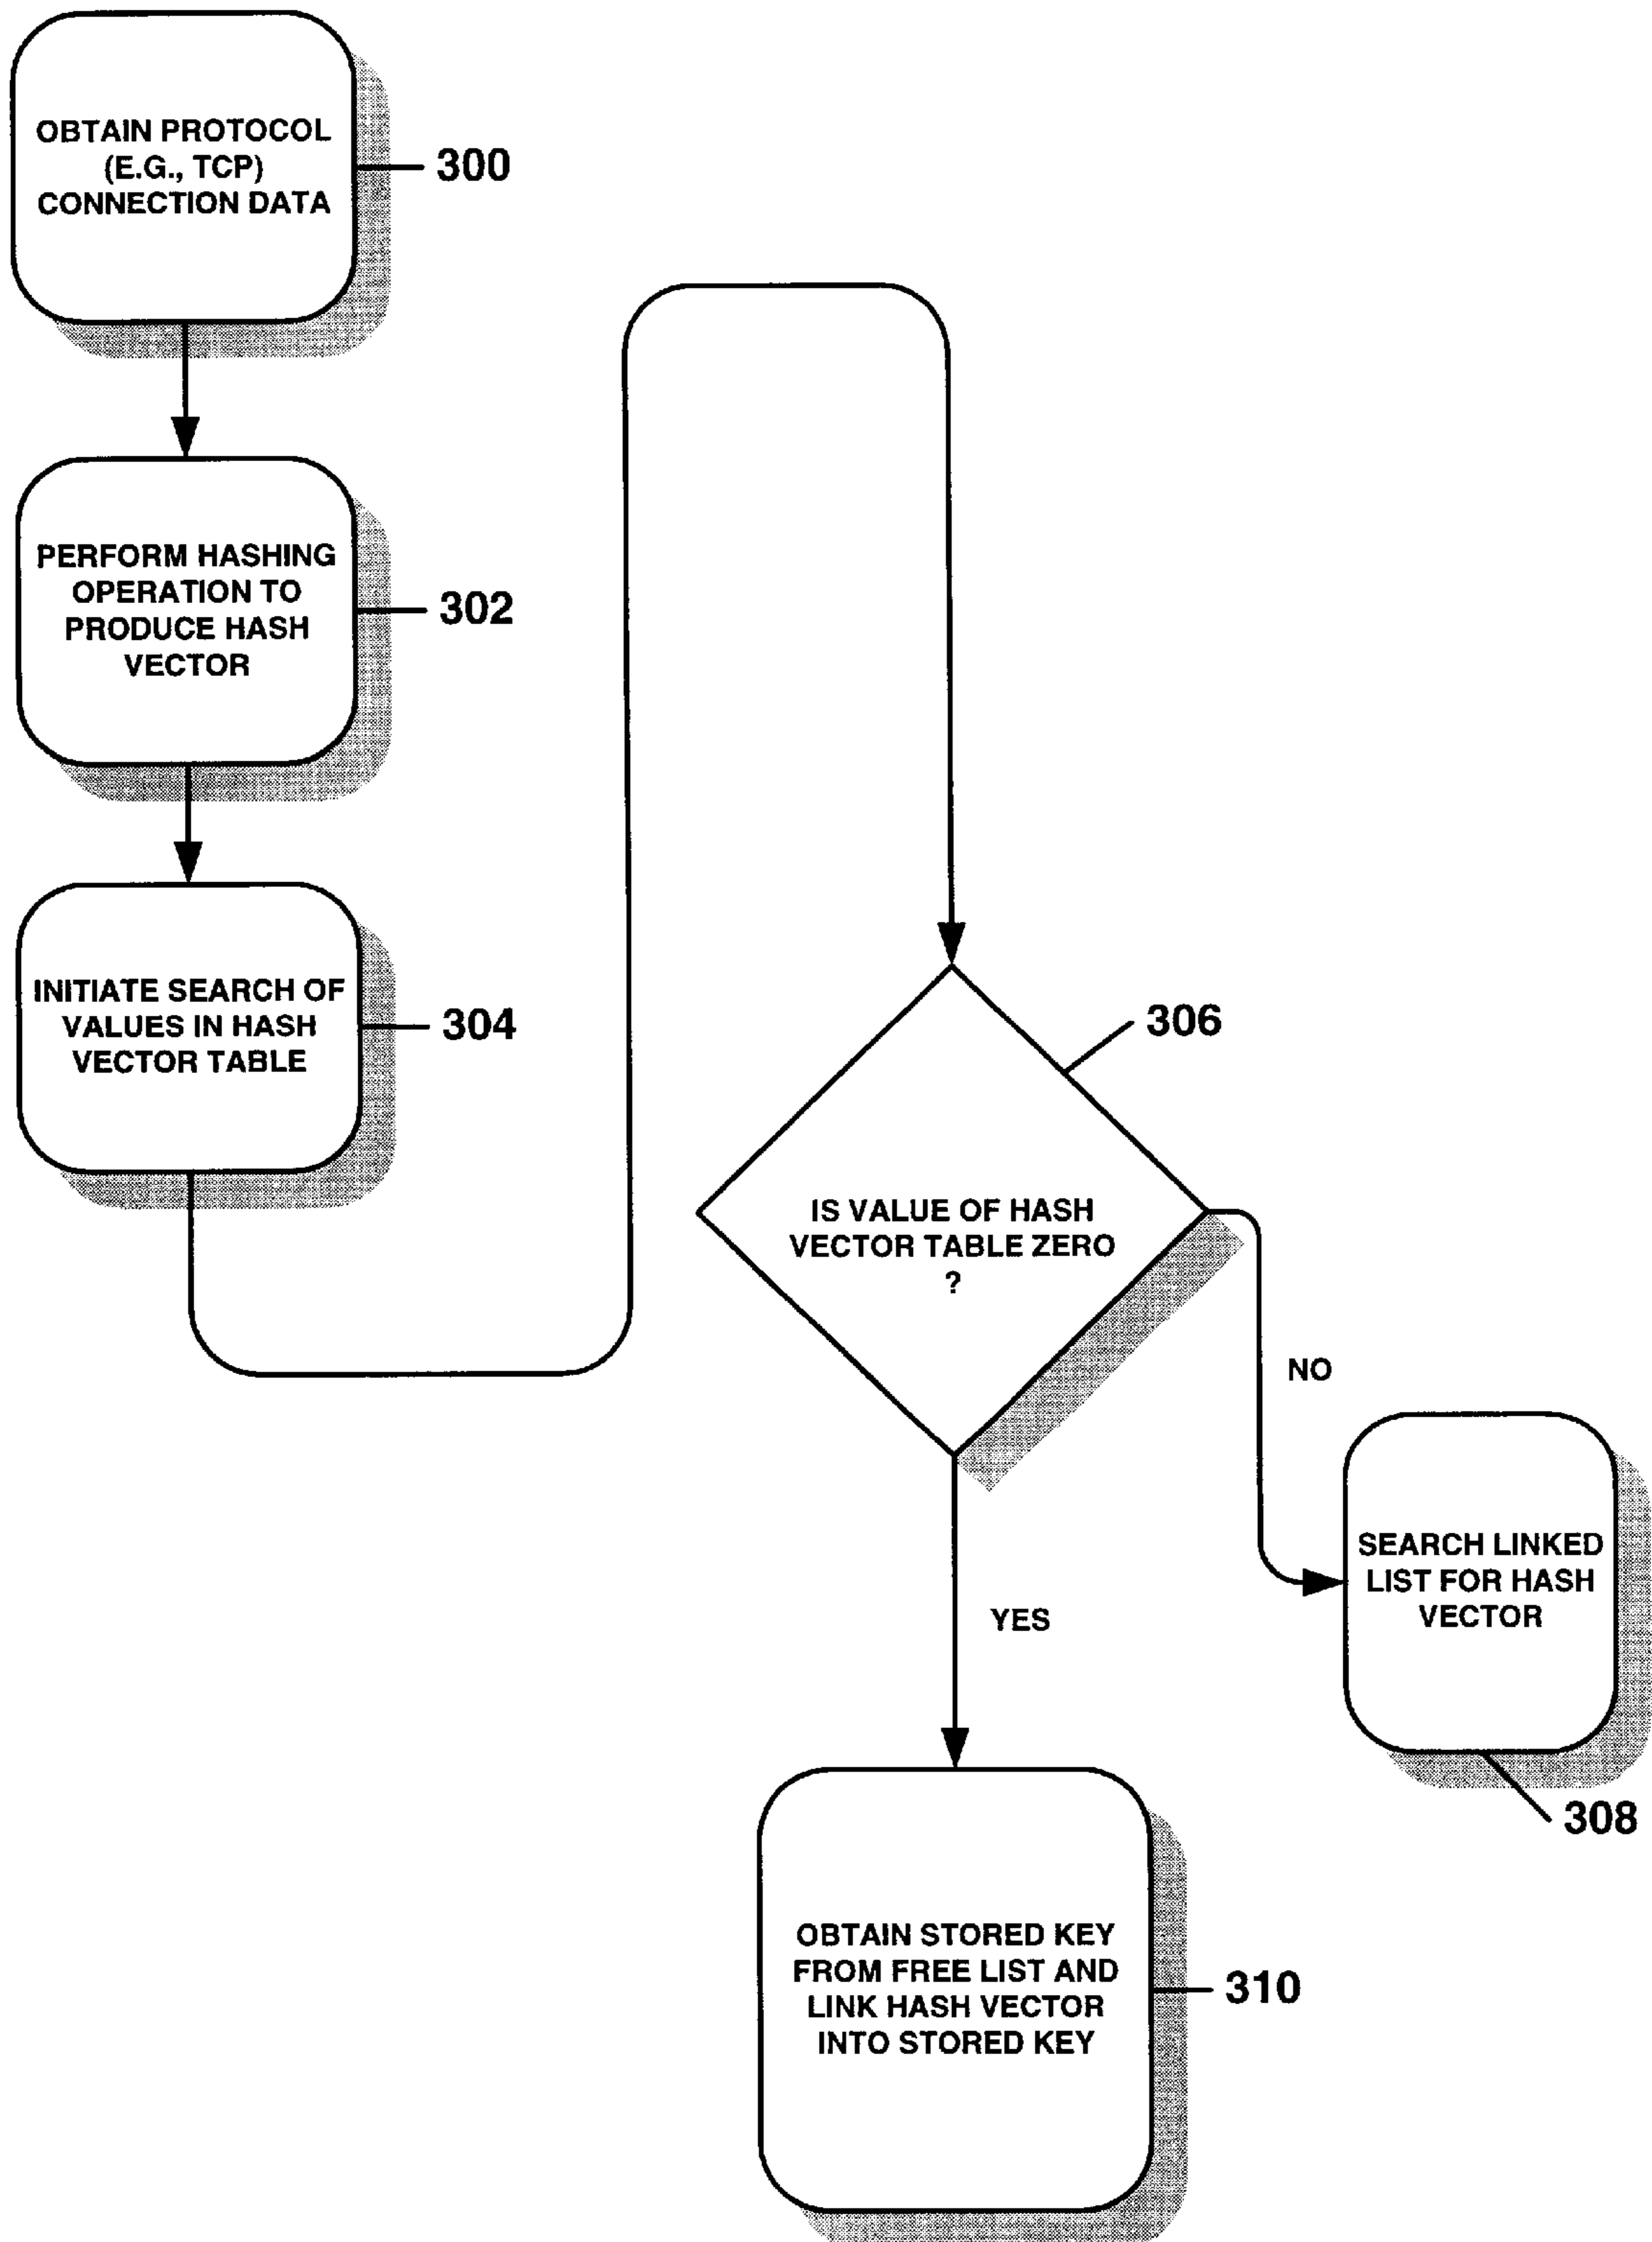 OBTAIN PROTOCOL
(E.G., TCP)
CONNECTION DATA
300
PERFORM HASHING
OPERATION TO
PRODUCE HASH
VECTOR
302
INITIATE SEARCH OF
VALUES IN HASH
VECTOR TABLE
304
306
IS VALUE OF HASH
VECTOR TABLE ZERO
?
NO
SEARCH LINKED
LIST FOR HASH
VECTOR
308
YES
OBTAIN STORED KEY
FROM FREE LIST AND
LINK HASH VECTOR
INTO STORED KEY
310